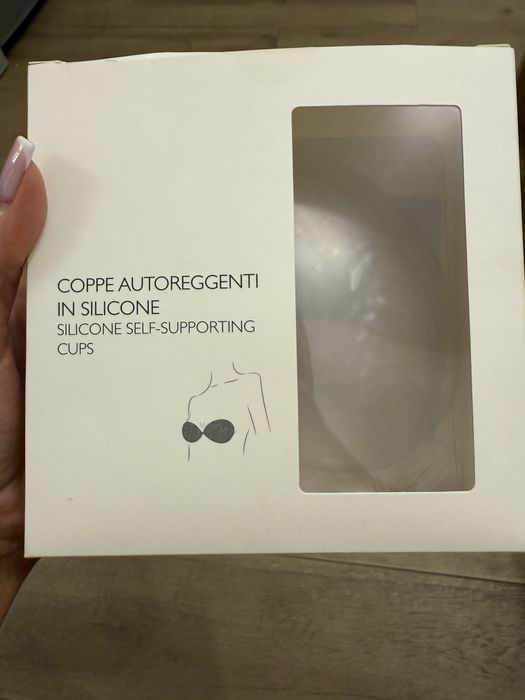 COPPE AUTOREGGENTI
IN SILICONE
SILICONE SELF-SUPPORTING
CUPS